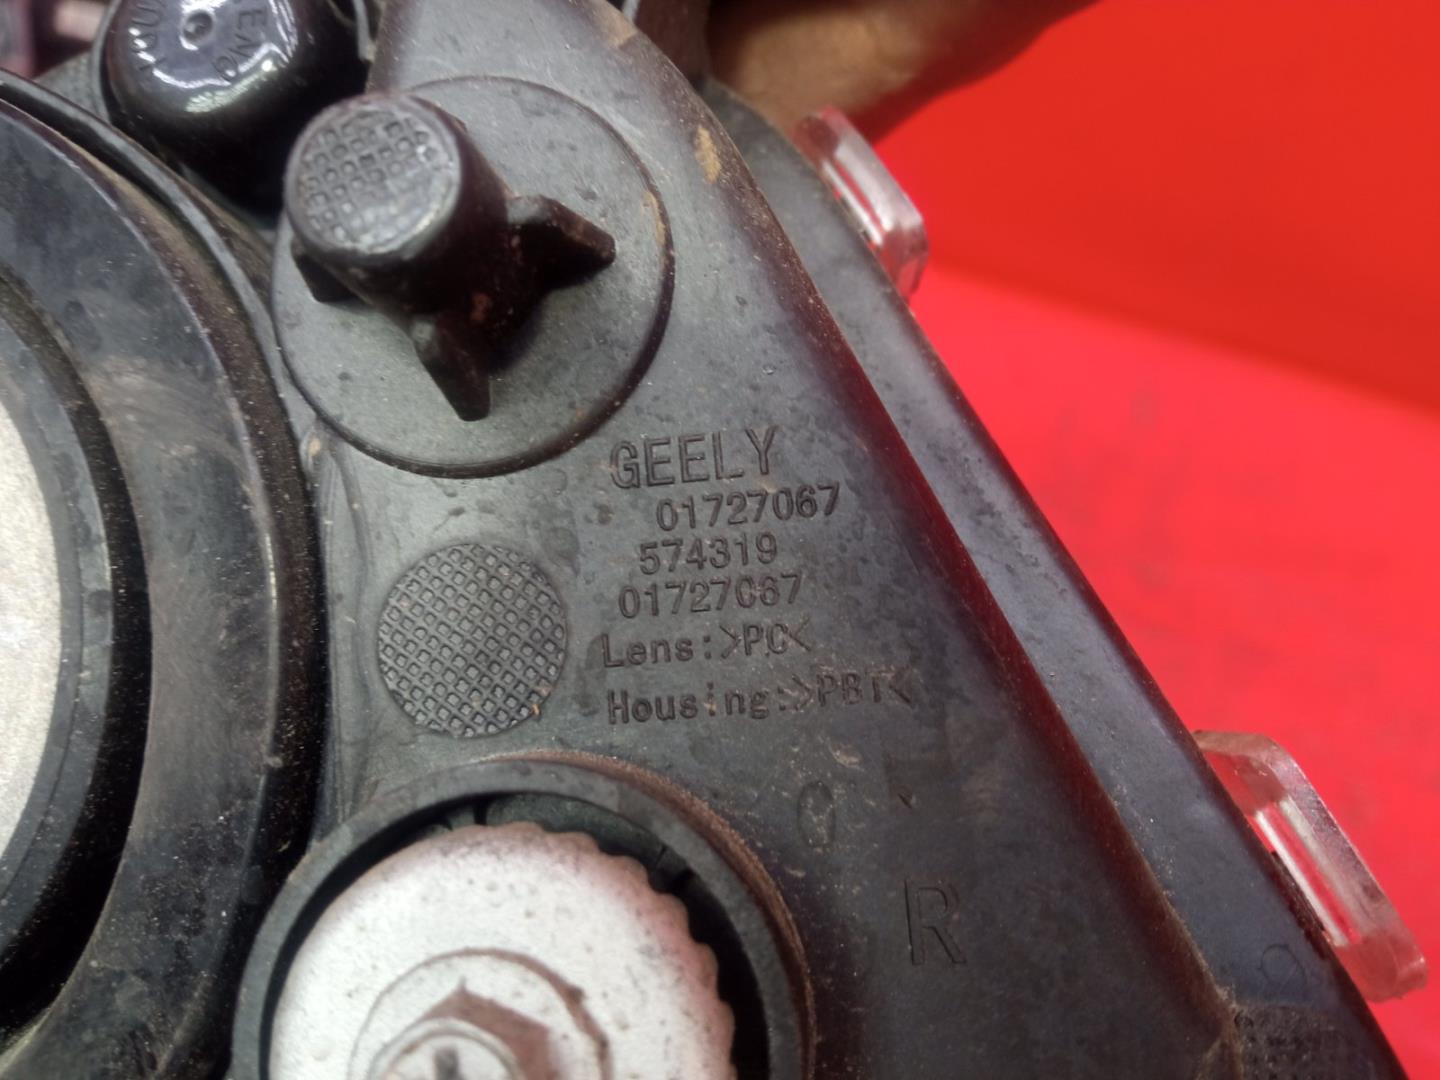 GEELY
01727067
574319
01727067
Lens:>PC<
Housing:>PBT<
R